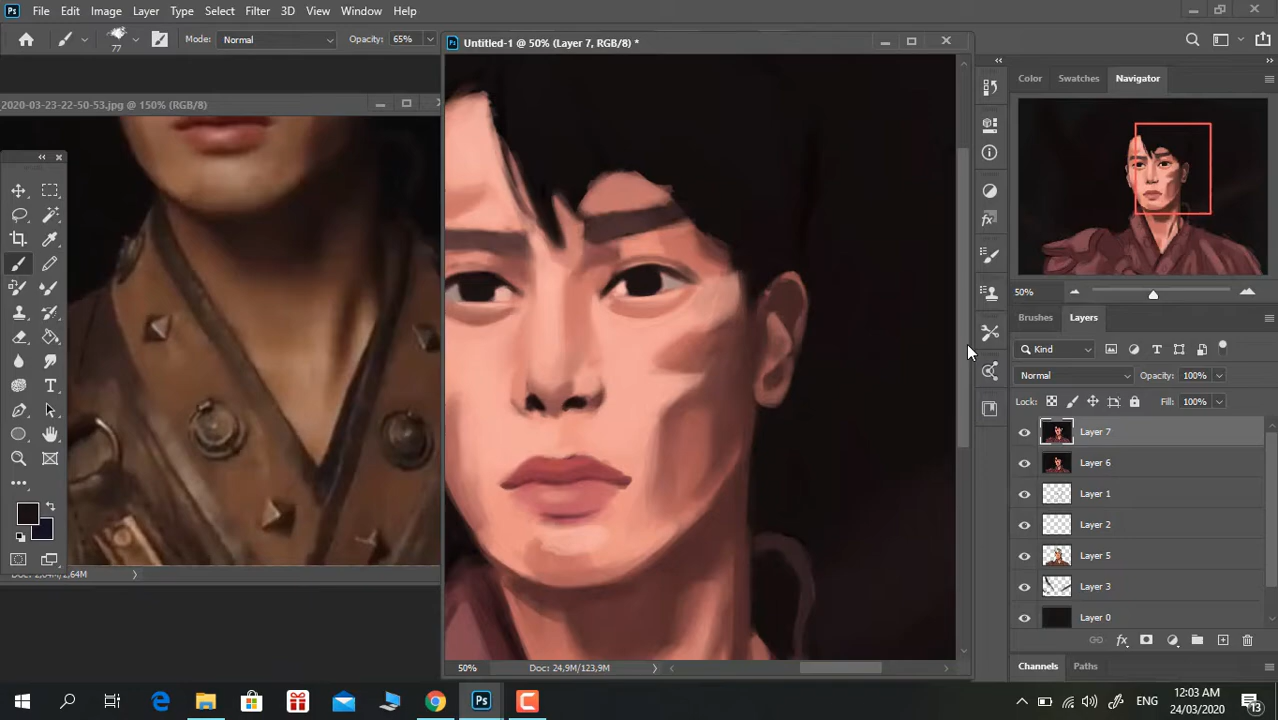 Ps File Edit Image Layer Type Select Filter 3D View Window Help
77 Mode: Normal Opacity: 65%
Untitled-1 @ 50% (Layer 7, RGB/8) *
2020-03-23-22-50-53.jpg @ 150% (RGB/8)
Color Swatches Navigator
50%
Brushes Layers
Kind
Normal Opacity: 100%
Lock: Fill: 100%
Layer 7
Layer 6
Layer 1
Layer 2
Layer 5
Layer 3
Layer 0
50% Doc: 24,9M/123,9M
Channels Paths
ENG
12:03 AM
24/03/2020
13